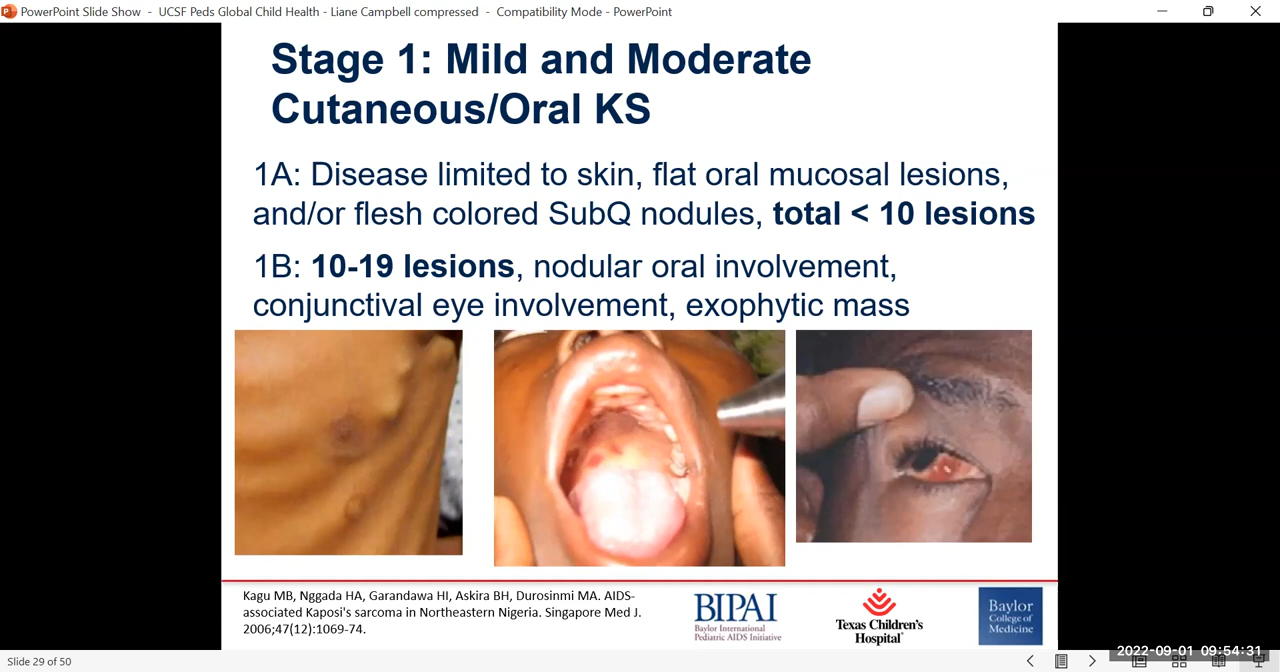 PowerPoint Slide Show - UCSF Peds Global Child Health - Liane Campbell compressed - Compatibility Mode - PowerPoint
Stage 1: Mild and Moderate
Cutaneous/Oral KS
1A: Disease limited to skin, flat oral mucosal lesions,
and/or flesh colored SubQ nodules, total < 10 lesions
1B: 10-19 lesions, nodular oral involvement,
conjunctival eye involvement, exophytic mass
Kagu MB, Nggada HA, Garandawa HI, Askira BH, Durosinmi MA. AIDS-
associated Kaposi's sarcoma in Northeastern Nigeria. Singapore Med J.
2006;47(12):1069-74.
BIPAI
Baylor International
Pediatric AIDS Initiative
Texas Children's
Hospital®
Baylor
College of
Medicine
Slide 29 of 50
2022-09-01 09:54:31